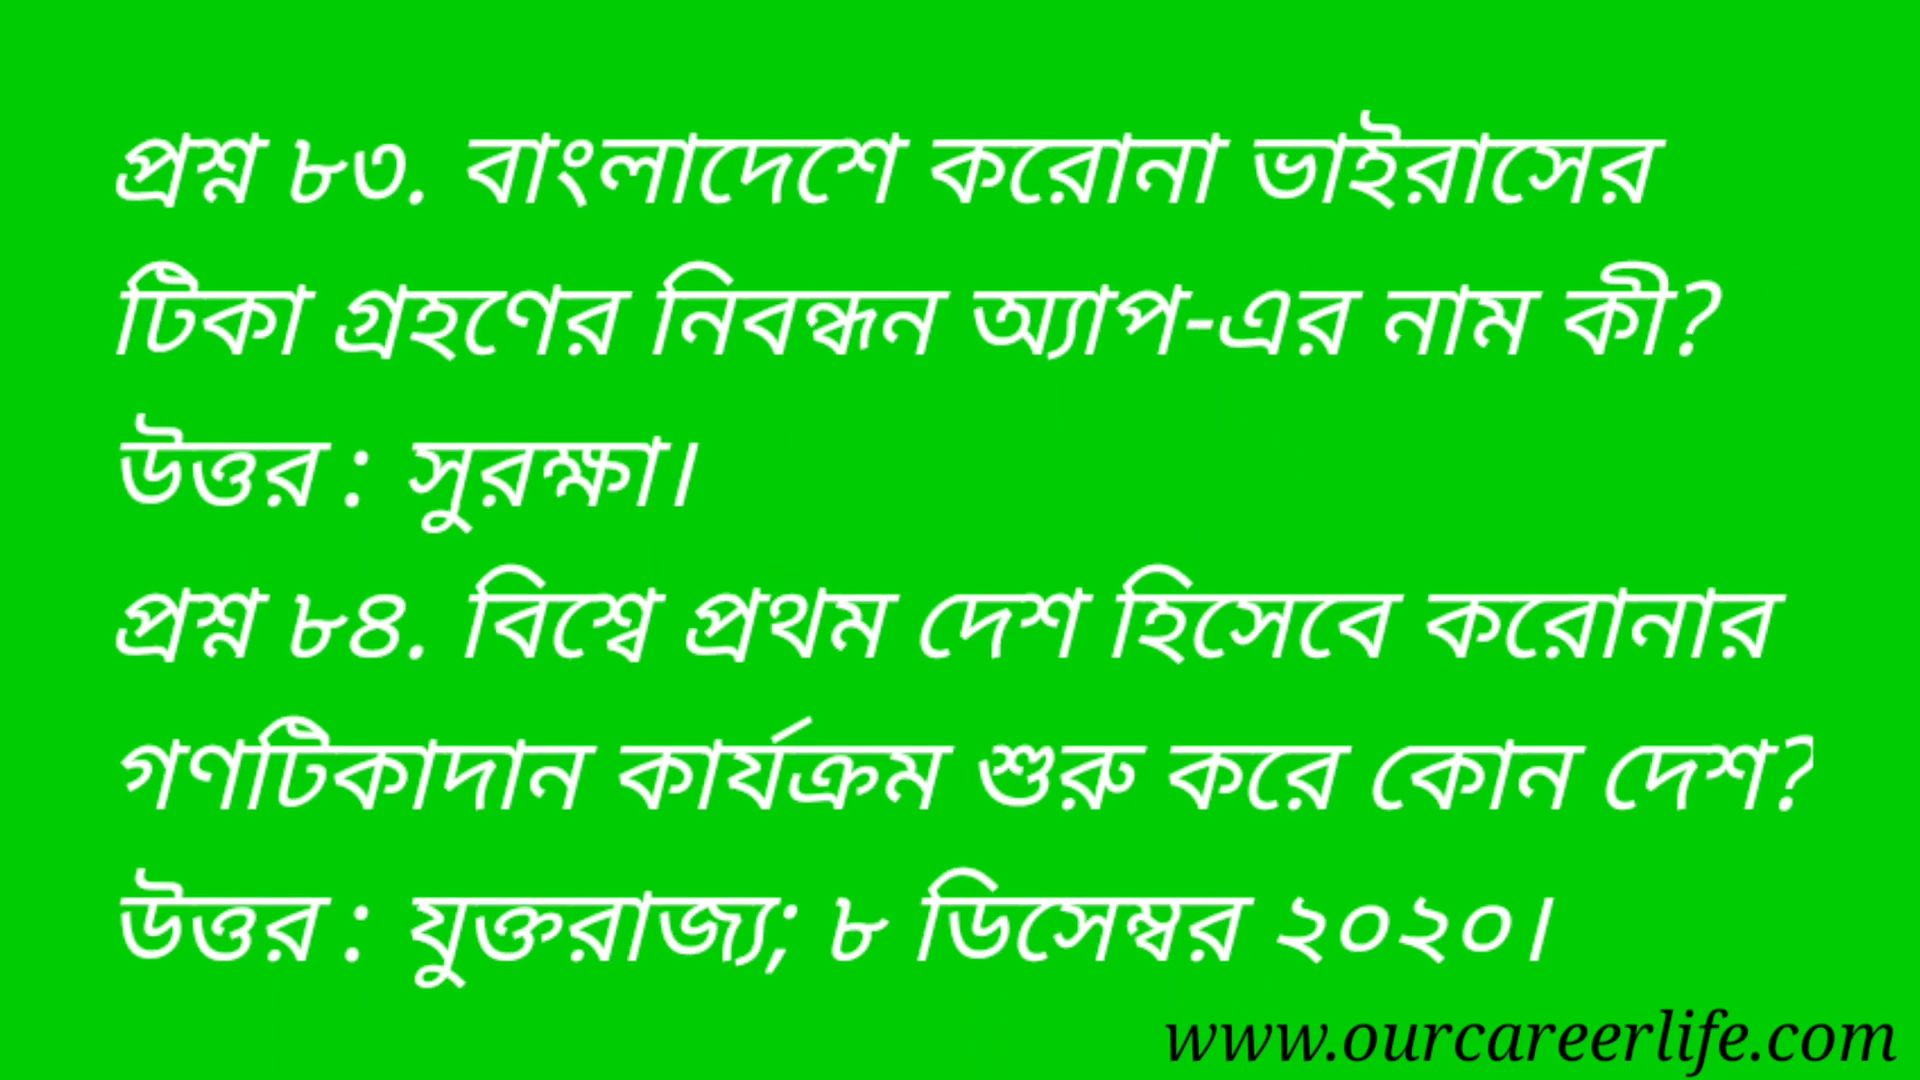 প্রশ্ন ৮৩. বাংলাদেশে করোনা ভাইরাসের
টিকা গ্রহণের নিবন্ধন অ্যাপ-এর নাম কী?
উত্তর : সুরক্ষা।
প্রশ্ন ৮৪. বিশ্বে প্রথম দেশ হিসেবে করোনার
গণটিকাদান কার্যক্রম শুরু করে কোন দেশ?
উত্তর : যুক্তরাজ্য; ৮ ডিসেম্বর ২০২০।
www.ourcareerlife.com